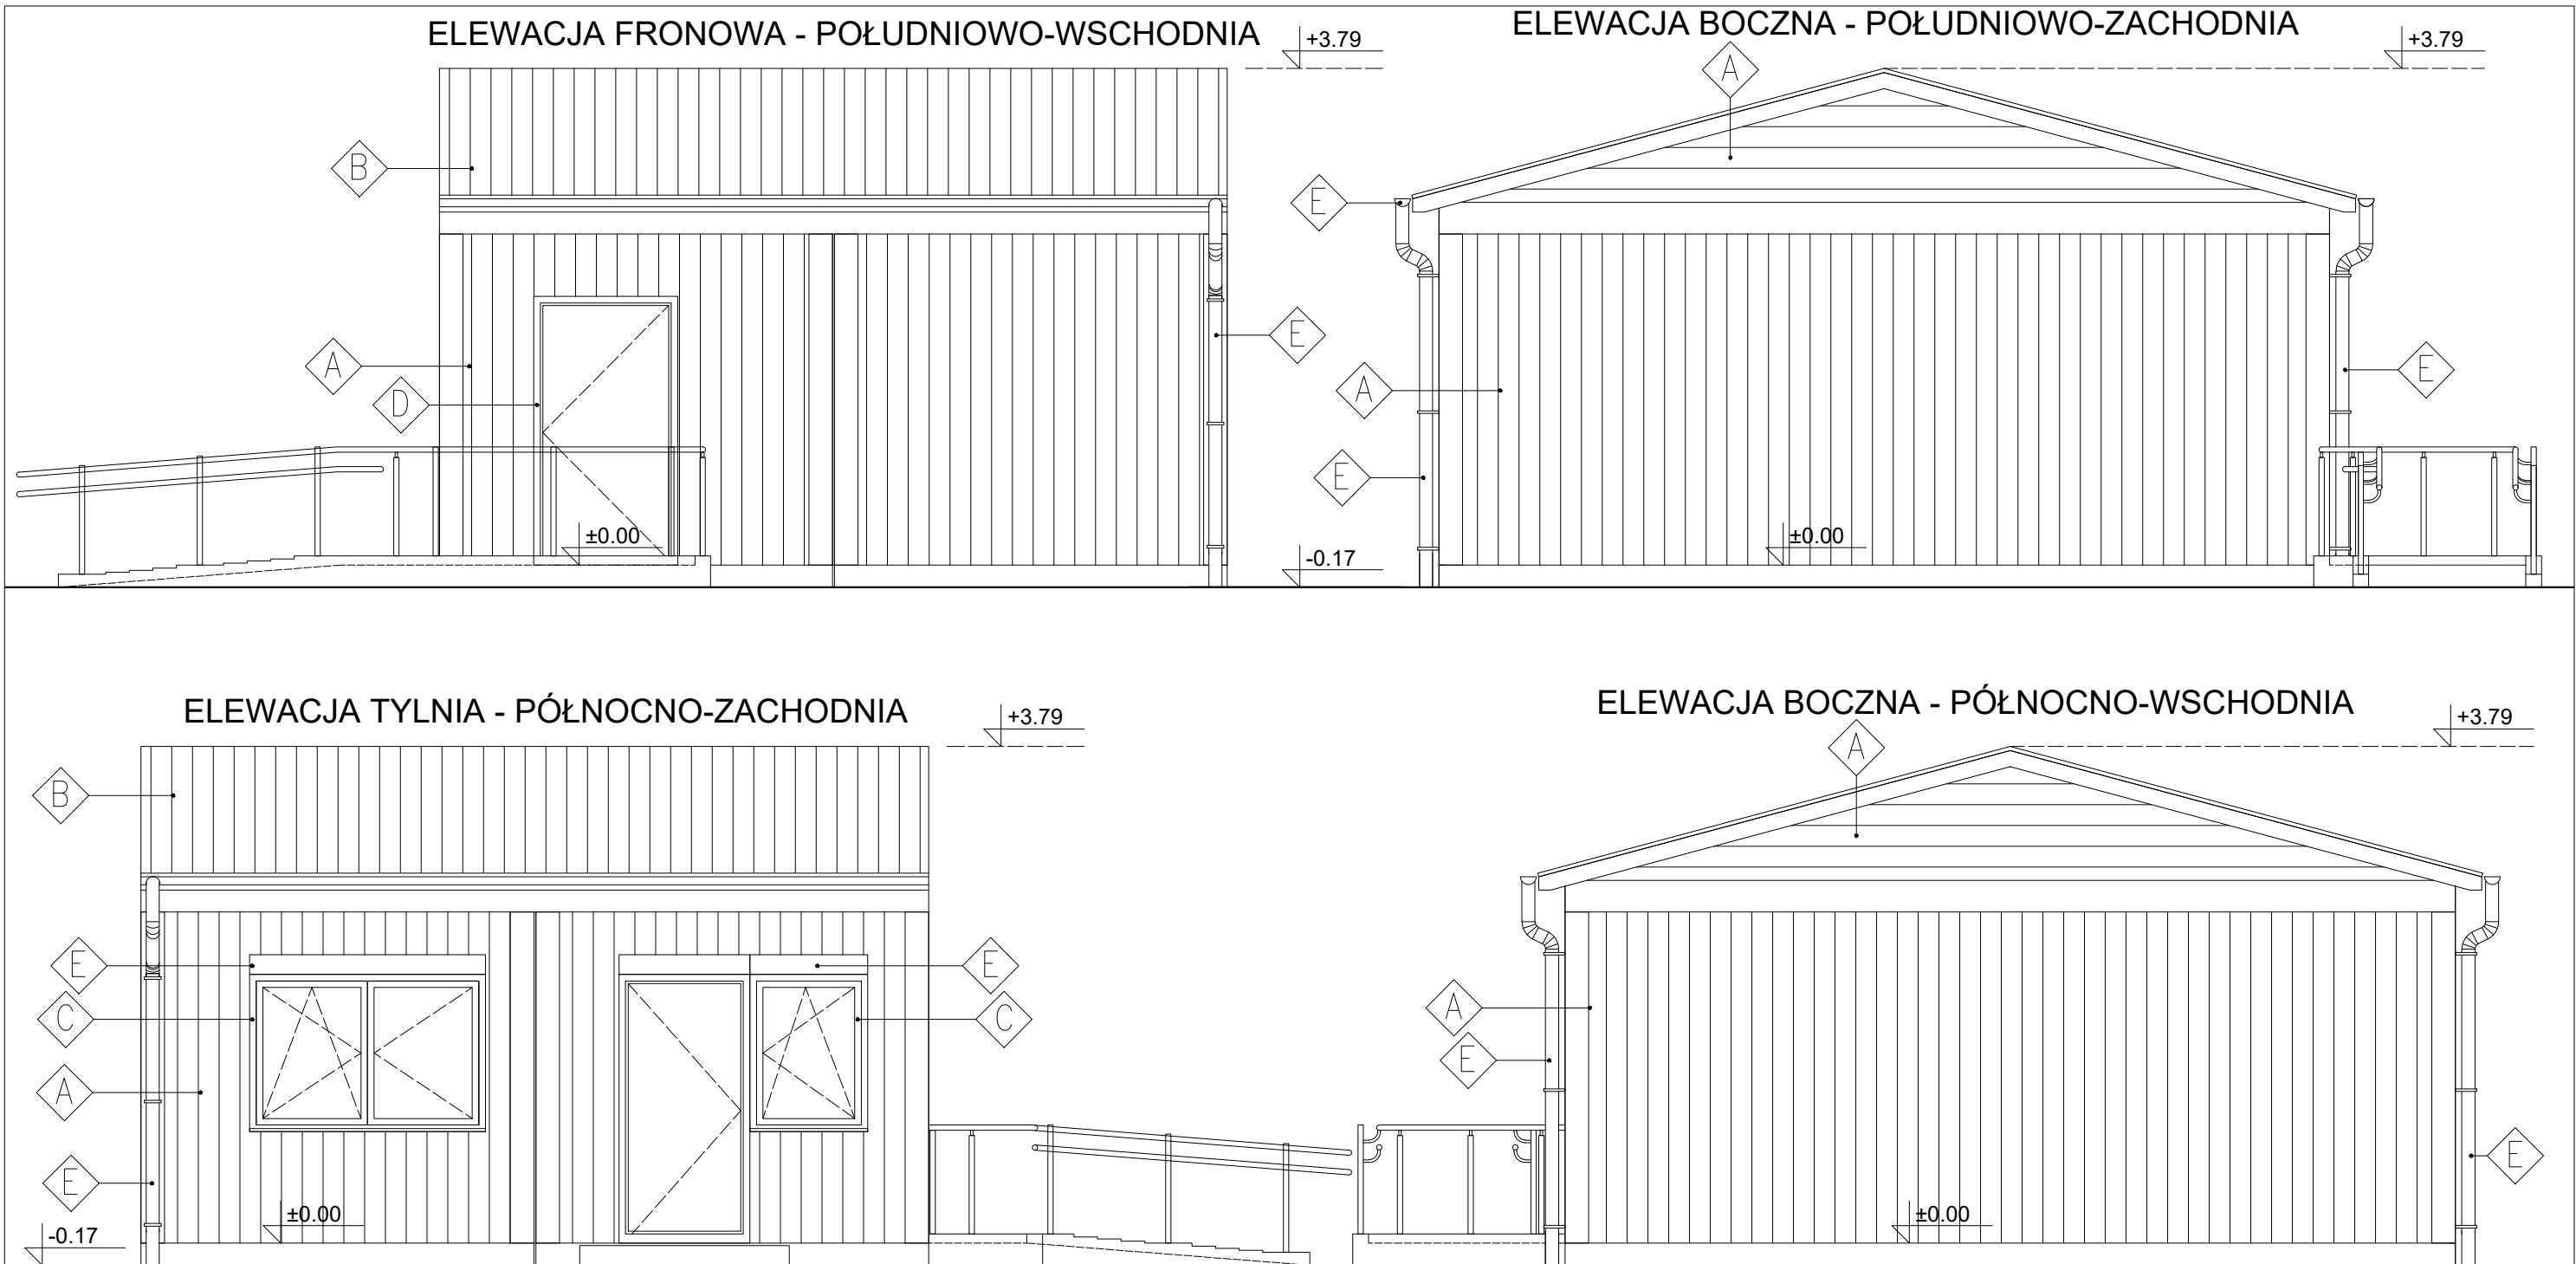 ELEWACJA FRONOWA - POŁUDNIOWO-WSCHODNIA
+3.79
B
A
D
E
±0.00
-0.17
ELEWACJA BOCZNA - POŁUDNIOWO-ZACHODNIA
+3.79
A
E
A
E
E
±0.00
ELEWACJA TYLNIA - PÓŁNOCNO-ZACHODNIA
+3.79
B
E
C
A
E
E
C
±0.00
-0.17
ELEWACJA BOCZNA - PÓŁNOCNO-WSCHODNIA
+3.79
A
A
E
E
±0.00